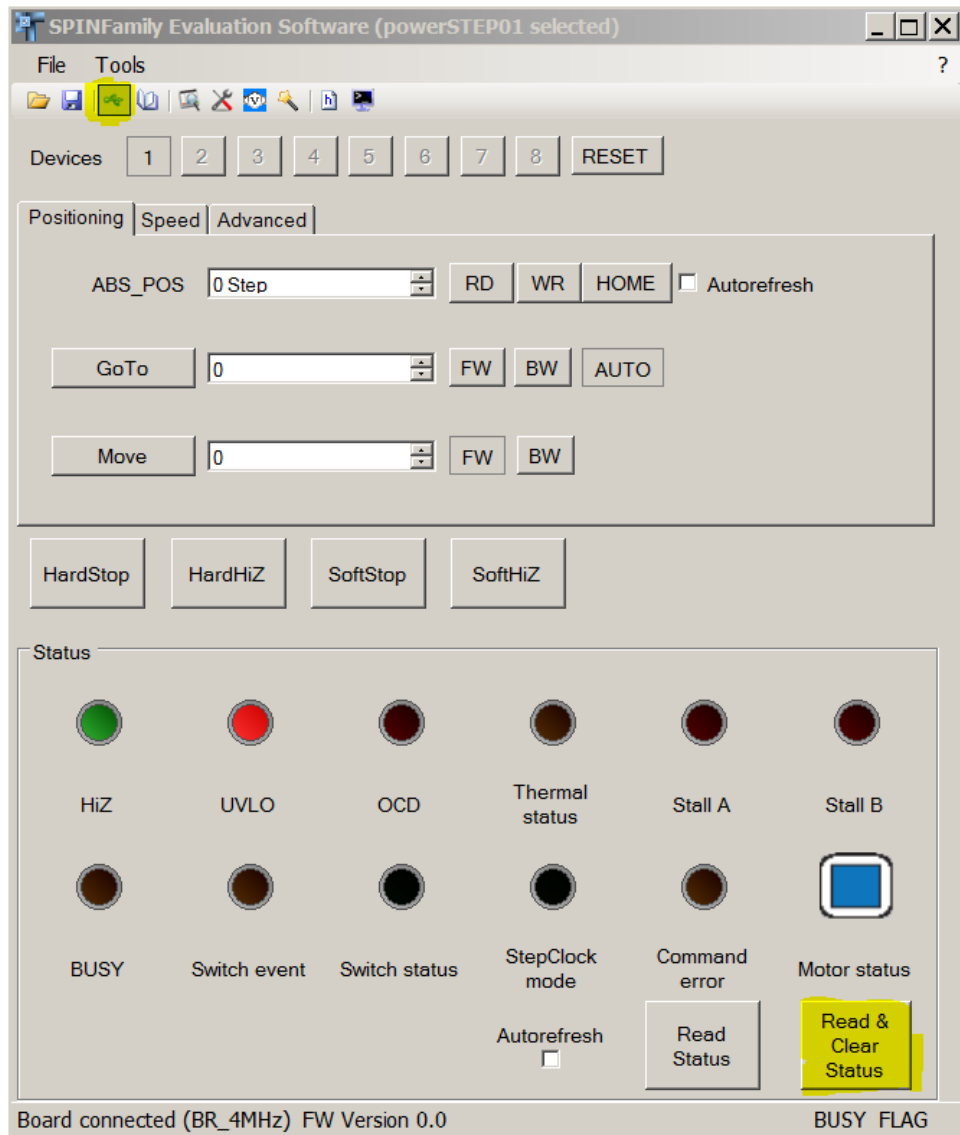 SPINFamily Evaluation Software (powerSTEP01 selected)
File Tools ?
Devices 1 2 3 4 5 6 7 8 RESET
Positioning Speed Advanced
ABS_POS 0 Step RD WR HOME Autorefresh
GoTo 0 FW BW AUTO
Move 0 FW BW
HardStop HardHiZ SoftStop SoftHiZ
Status
HiZ UVLO OCD Thermal status Stall A Stall B
BUSY Switch event Switch status StepClock mode Command error Motor status
Autorefresh Read Status Read & Clear Status
Board connected (BR_4MHz) FW Version 0.0 BUSY FLAG